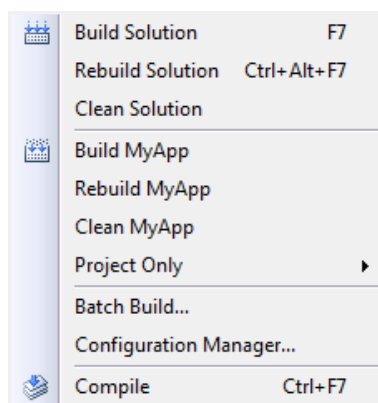 Build Solution F7
Rebuild Solution Ctrl+Alt+F7
Clean Solution
Build MyApp
Rebuild MyApp
Clean MyApp
Project Only
Batch Build...
Configuration Manager...
Compile Ctrl+F7